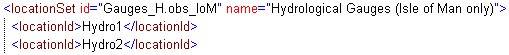 <locationSet id="Gauges_H.obs_IoM" name="Hydrological Gauges (Isle of Man only)">
<locationId>Hydro1</locationId>
<locationId>Hydro2</locationId>